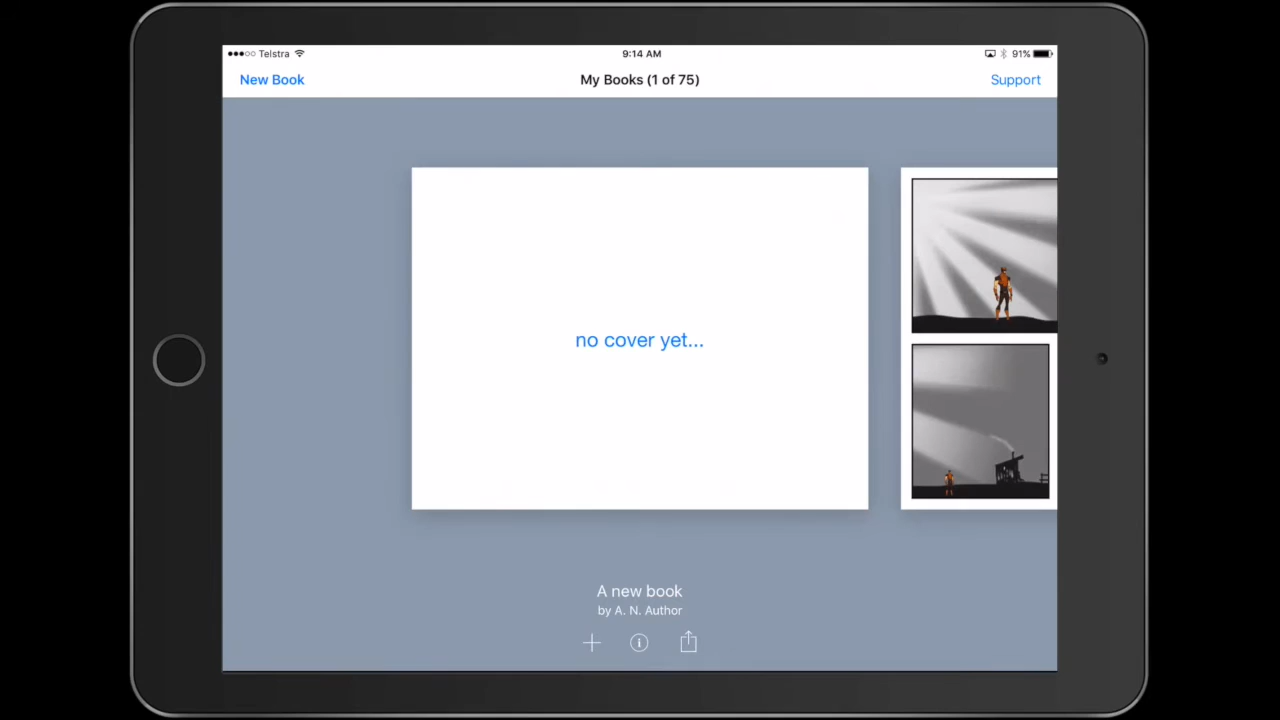 Telstra
9:14 AM
91%
New Book
My Books (1 of 75)
Support
no cover yet...
A new book
by A. N. Author